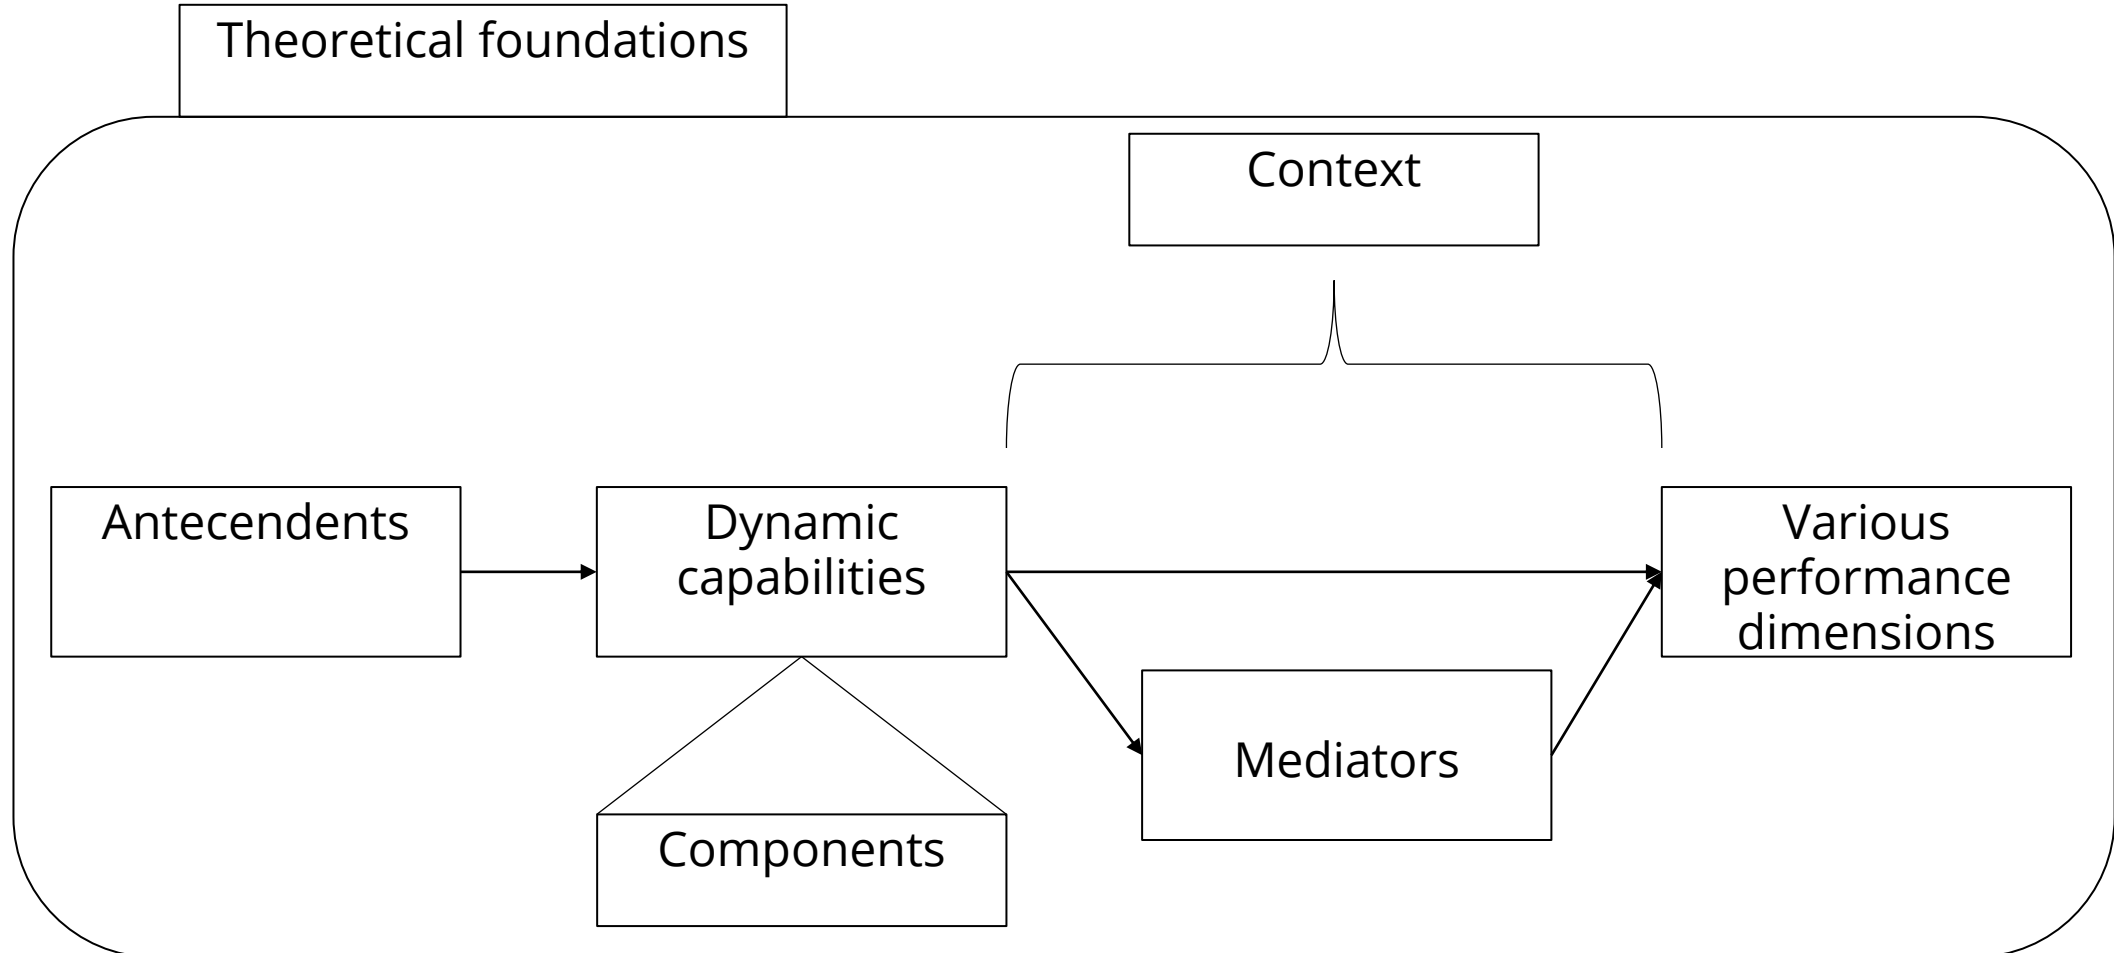 Theoretical foundations
Context
Antecendents
Dynamic
capabilities
Various
performance
dimensions
Mediators
Components